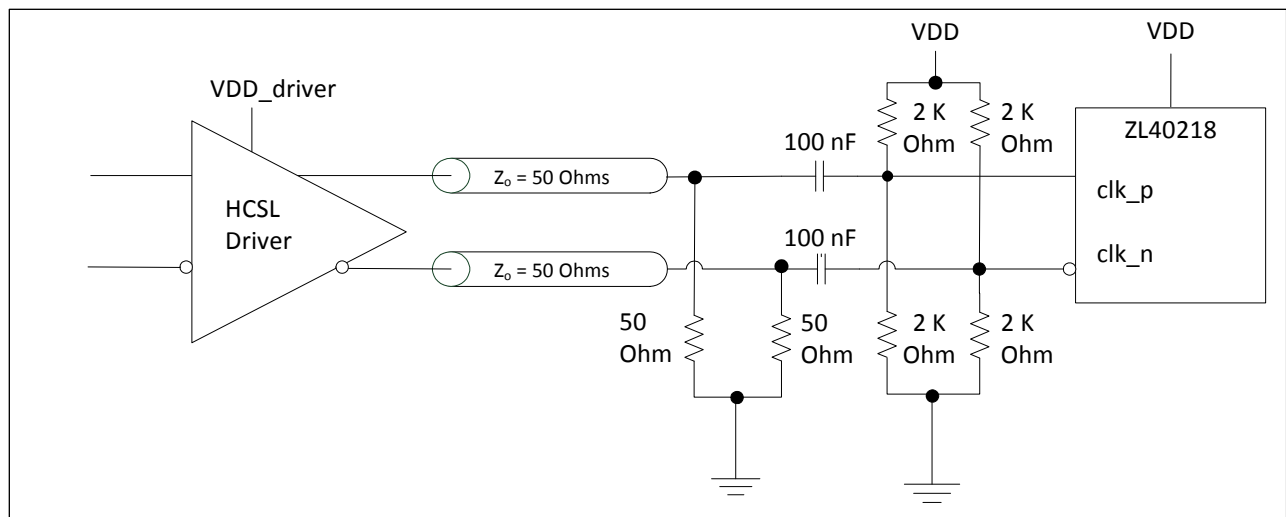 VDD
VDD
VDD_driver
2 K
Ohm
2 K
Ohm
ZL40218
100 nF
Zo = 50 Ohms
clk_p
HCSL
Driver
100 nF
clk_n
Zo = 50 Ohms
50
Ohm
50
Ohm
2 K
Ohm
2 K
Ohm